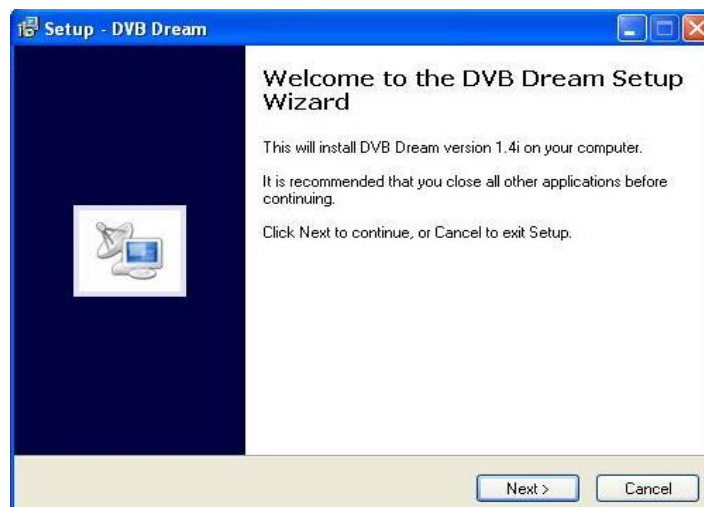 Setup - DVB Dream
Welcome to the DVB Dream Setup
Wizard
This will install DVB Dream version 1.4i on your computer.
It is recommended that you close all other applications before
continuing.
Click Next to continue, or Cancel to exit Setup.
Next >
Cancel